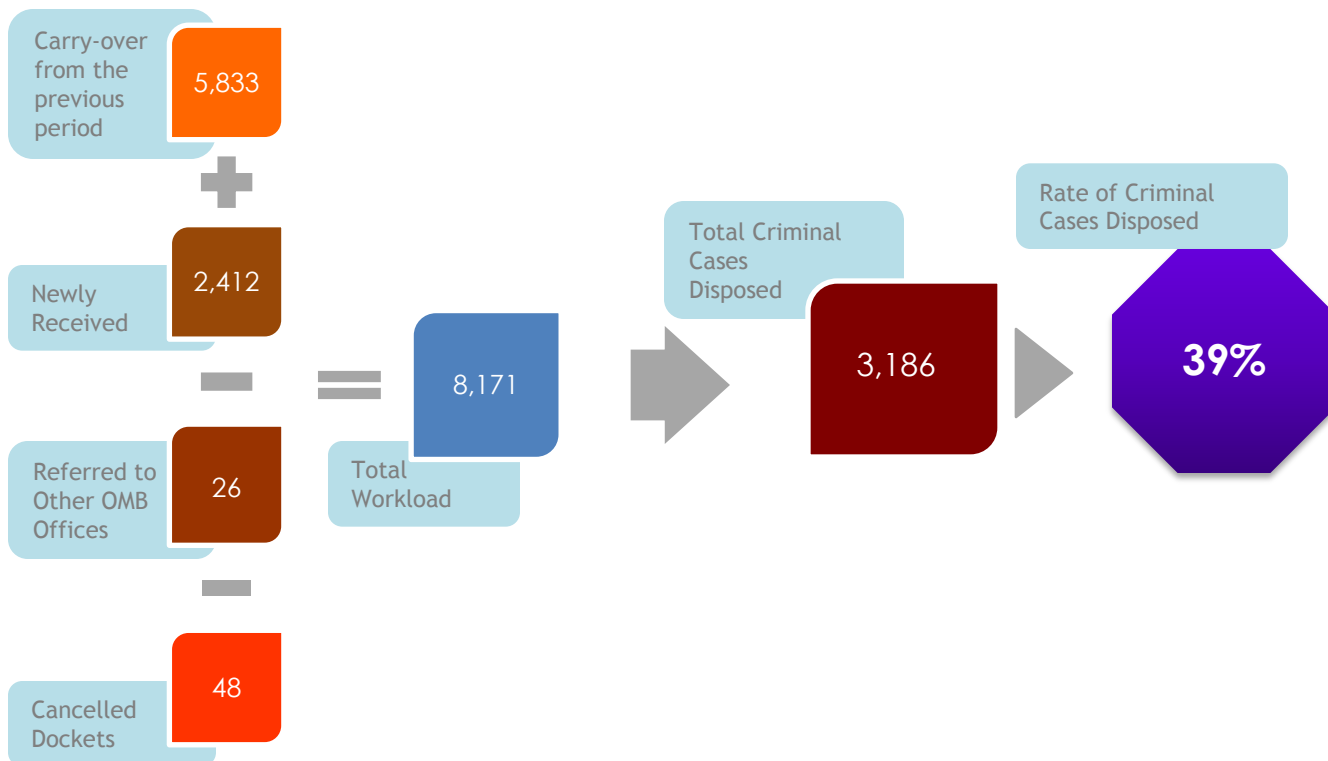 Carry-over
from the
previous
period
5,833
Newly
Received
2,412
Referred to
Other OMB
Offices
26
Cancelled
Dockets
48
8,171
Total
Workload
Total Criminal
Cases
Disposed
3,186
Rate of Criminal
Cases Disposed
39%